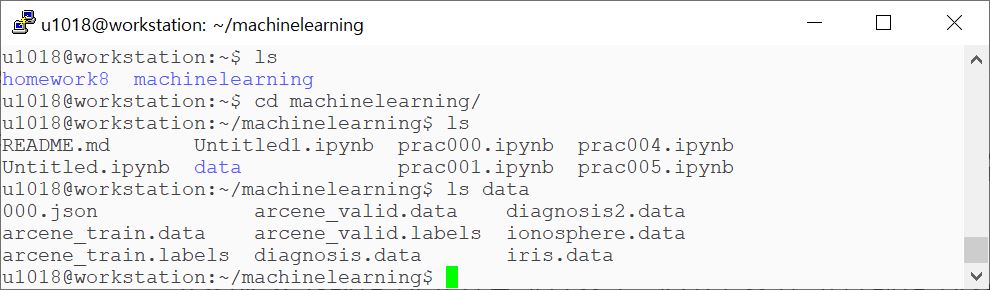 u1018@workstation: ~/machinelearning
u1018@workstation:~$ ls
homework8  machinelearning
u1018@workstation:~$ cd machinelearning/
u1018@workstation:~/machinelearning$ ls
README.md       Untitled1.ipynb  prac000.ipynb  prac004.ipynb
Untitled.ipynb  data             prac001.ipynb  prac005.ipynb
u1018@workstation:~/machinelearning$ ls data
000.json             arcene_valid.data    diagnosis2.data
arcene_train.data    arcene_valid.labels  ionosphere.data
arcene_train.labels  diagnosis.data       iris.data
u1018@workstation:~/machinelearning$